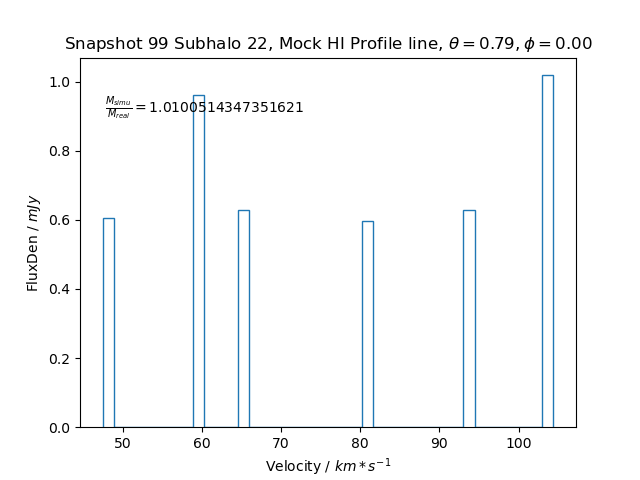 Snapshot 99 Subhalo 22, Mock HI Profile line, θ = 0.79, ϕ = 0.00
M_simu/M_real = 1.0100514347351621
FluxDen / mJy
1.0
0.8
0.6
0.4
0.2
0.0
50 60 70 80 90 100
Velocity / km * s^{-1}